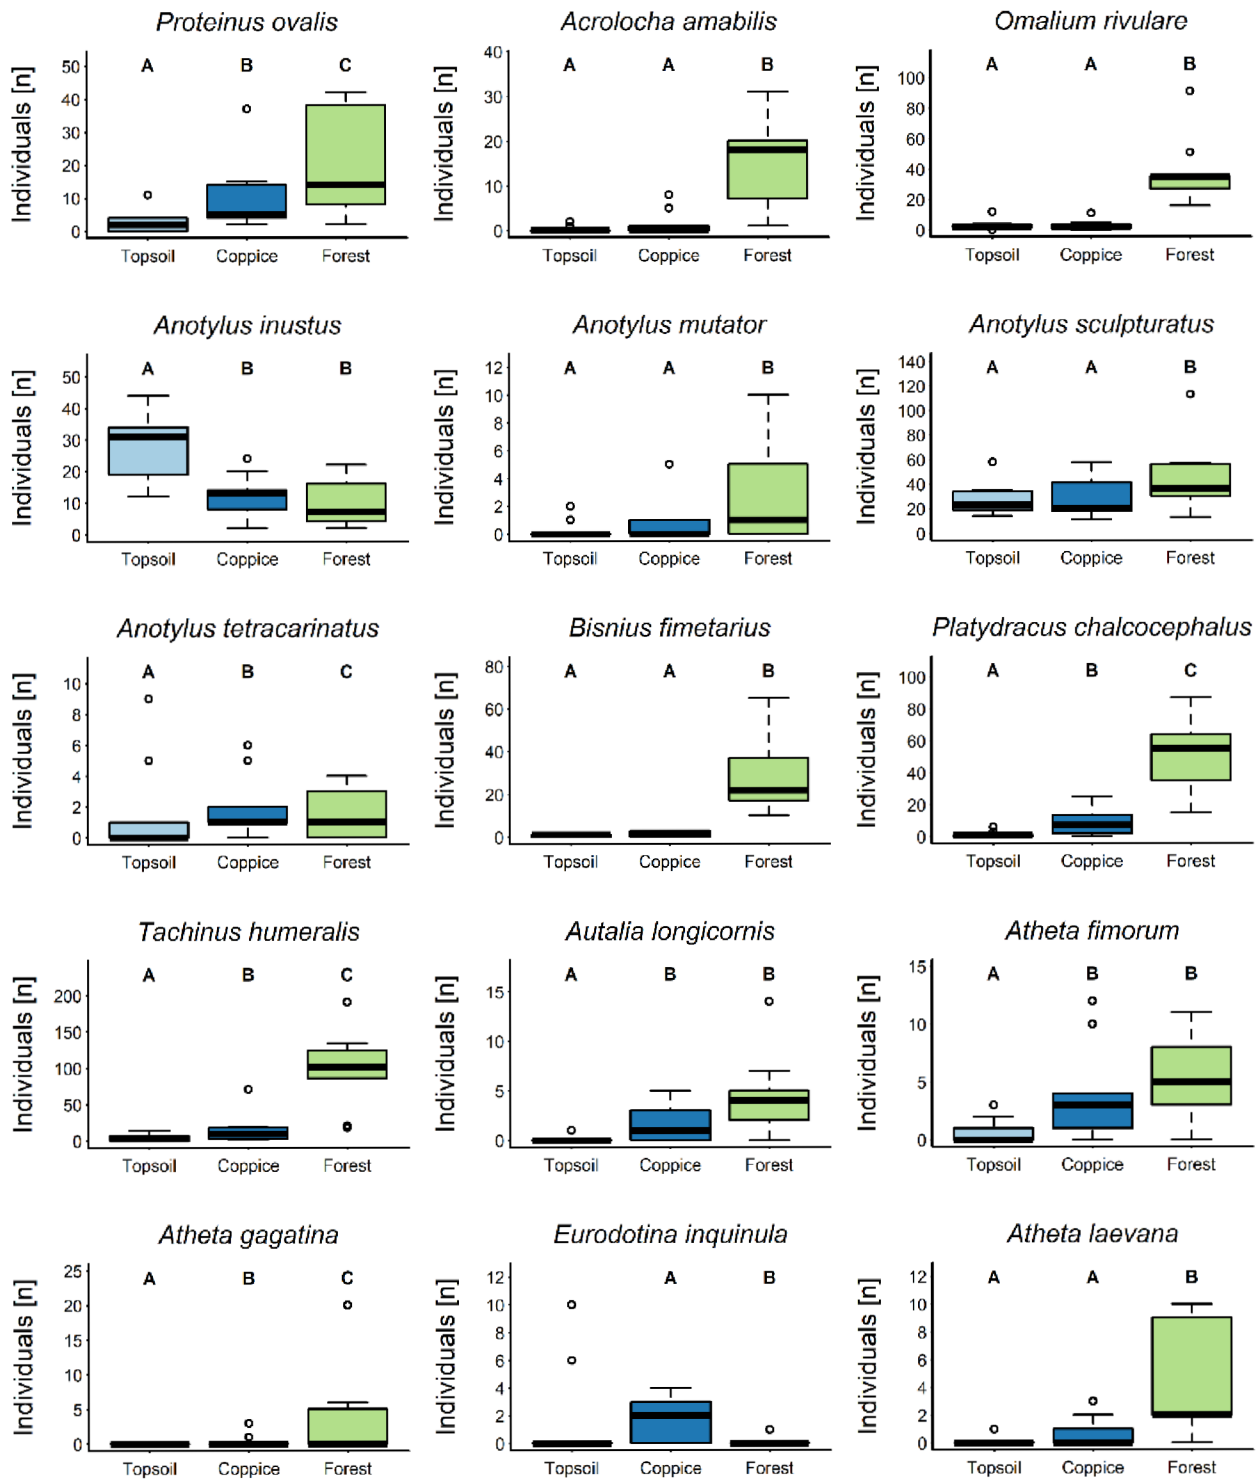 Proteinus ovalis
Individuals [n]
50
40
30
20
10
0
A B C
Topsoil Coppice Forest
Acrolocha amabilis
Individuals [n]
40
30
20
10
0
A A B
Topsoil Coppice Forest
Omalium rivulare
Individuals [n]
100
80
60
40
20
0
A A B
Topsoil Coppice Forest
Anotylus inustus
Individuals [n]
50
40
30
20
10
0
A B B
Topsoil Coppice Forest
Anotylus mutator
Individuals [n]
12
10
8
6
4
2
0
A A B
Topsoil Coppice Forest
Anotylus sculpturatus
Individuals [n]
140
120
100
80
60
40
20
0
A A B
Topsoil Coppice Forest
Anotylus tetracarinatus
Individuals [n]
10
8
6
4
2
0
A B C
Topsoil Coppice Forest
Bisnius fimetarius
Individuals [n]
80
60
40
20
0
A A B
Topsoil Coppice Forest
Platydracus chalcocephalus
Individuals [n]
100
80
60
40
20
0
A B C
Topsoil Coppice Forest
Tachinus humeralis
Individuals [n]
200
150
100
50
0
A B C
Topsoil Coppice Forest
Autalia longicornis
Individuals [n]
15
10
5
0
A B B
Topsoil Coppice Forest
Atheta fimorum
Individuals [n]
15
10
5
0
A B B
Topsoil Coppice Forest
Atheta gagatina
Individuals [n]
25
20
15
10
5
0
A B C
Topsoil Coppice Forest
Eurodotina inquinula
Individuals [n]
12
10
8
6
4
2
0
A B
Topsoil Coppice Forest
Atheta laevana
Individuals [n]
12
10
8
6
4
2
0
A A B
Topsoil Coppice Forest